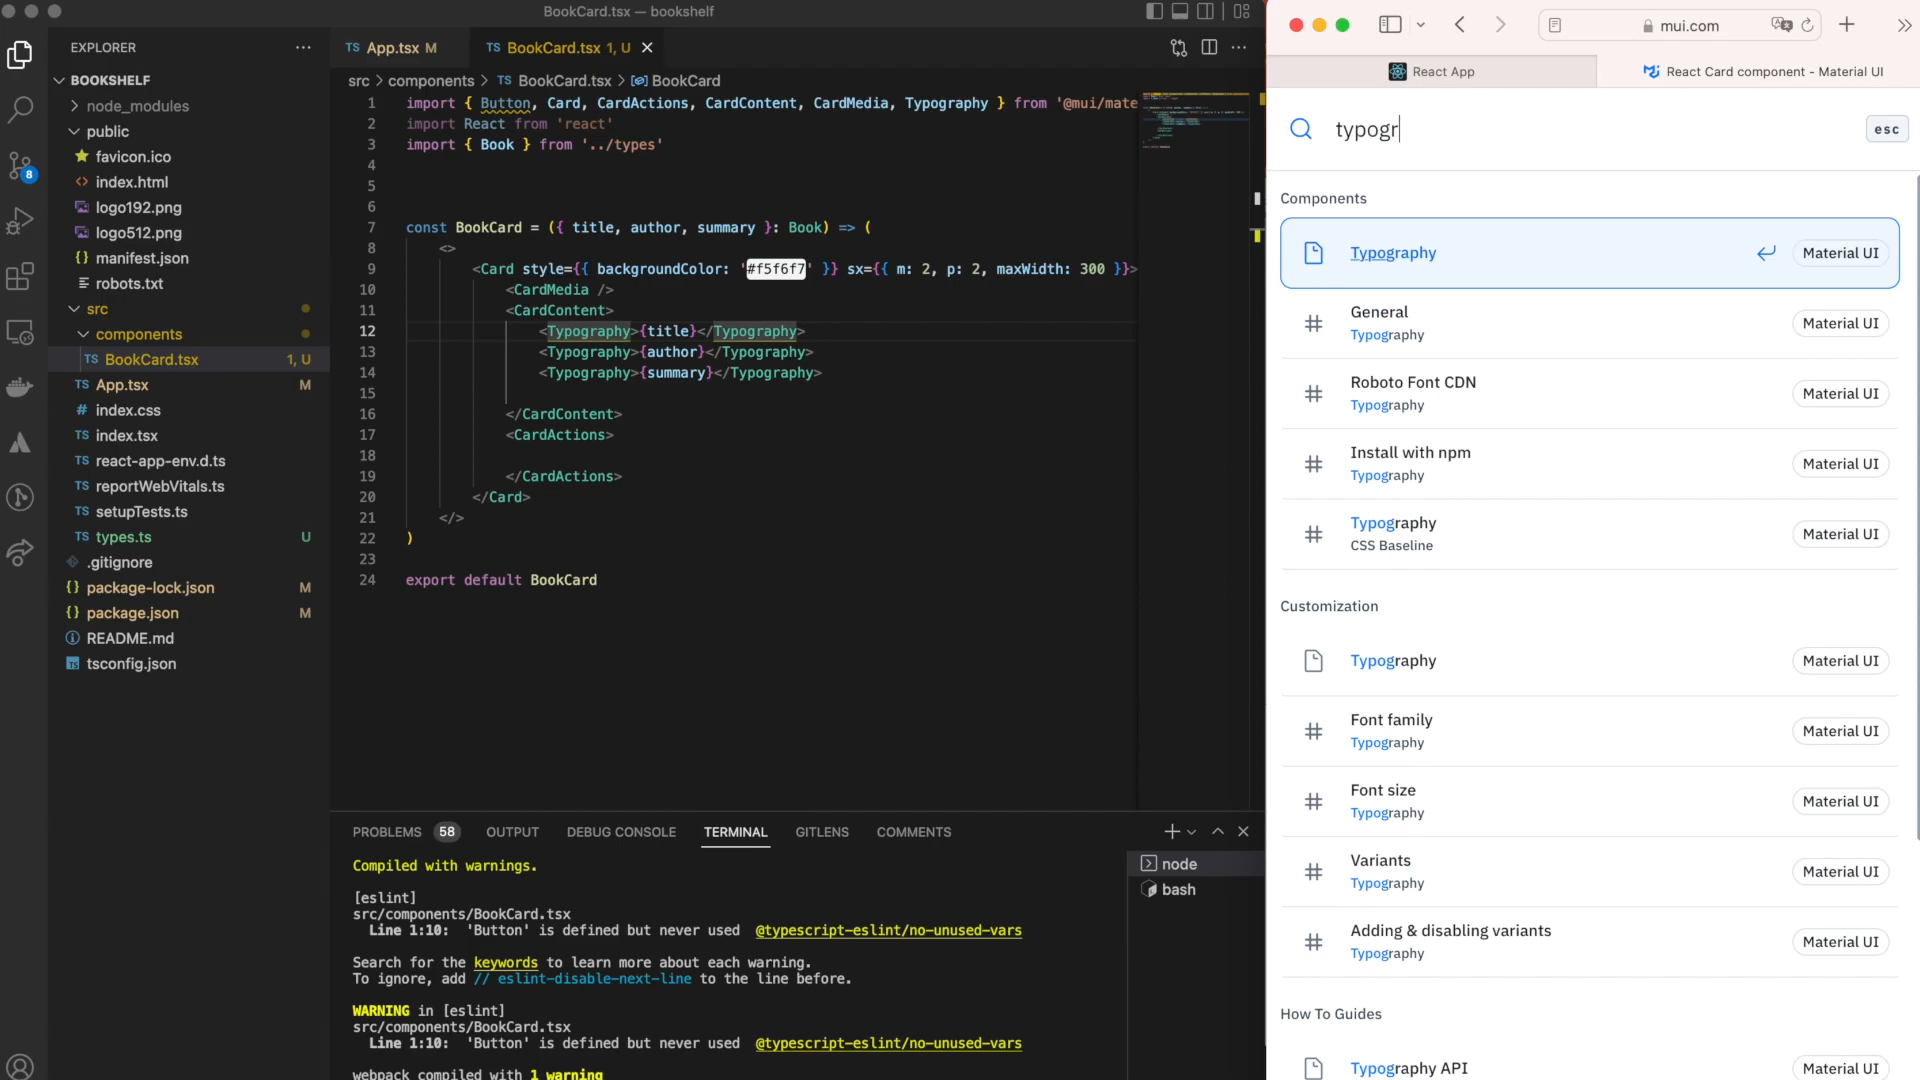 BookCard.tsx — bookshelf
EXPLORER
BOOKSHELF
node_modules
public
favicon.ico
index.html
logo192.png
logo512.png
manifest.json
robots.txt
src
components
TS BookCard.tsx 1, U
TS App.tsx M
# index.css
TS index.tsx
TS react-app-env.d.ts
TS reportWebVitals.ts
TS setupTests.ts
TS types.ts U
.gitignore
{} package-lock.json M
{} package.json M
README.md
tsconfig.json
8
TS App.tsx M
TS BookCard.tsx 1, U
src > components > TS BookCard.tsx > BookCard
1 import { Button, Card, CardActions, CardContent, CardMedia, Typography } from '@mui/mate
2 import React from 'react'
3 import { Book } from '../types'
4
5
6
7 const BookCard = ({ title, author, summary }: Book) => (
8 <>
9 <Card style={{ backgroundColor: '#f5f6f7' }} sx={{ m: 2, p: 2, maxWidth: 300 }}>
10 <CardMedia />
11 <CardContent>
12 <Typography>{title}</Typography>
13 <Typography>{author}</Typography>
14 <Typography>{summary}</Typography>
15
16 </CardContent>
17 <CardActions>
18
19 </CardActions>
20 </Card>
21 </>
22 )
23
24 export default BookCard
PROBLEMS 58 OUTPUT DEBUG CONSOLE TERMINAL GITLENS COMMENTS
Compiled with warnings.
[eslint]
src/components/BookCard.tsx
Line 1:10: 'Button' is defined but never used @typescript-eslint/no-unused-vars
Search for the keywords to learn more about each warning.
To ignore, add // eslint-disable-next-line to the line before.
WARNING in [eslint]
src/components/BookCard.tsx
Line 1:10: 'Button' is defined but never used @typescript-eslint/no-unused-vars
webpack compiled with 1 warning
node
bash
mui.com
React App
React Card component - Material UI
typogr
esc
Components
Typography
Material UI
General
Typography
Material UI
Roboto Font CDN
Typography
Material UI
Install with npm
Typography
Material UI
Typography
CSS Baseline
Material UI
Customization
Typography
Material UI
Font family
Typography
Material UI
Font size
Typography
Material UI
Variants
Typography
Material UI
Adding & disabling variants
Typography
Material UI
How To Guides
Typography API
Material UI